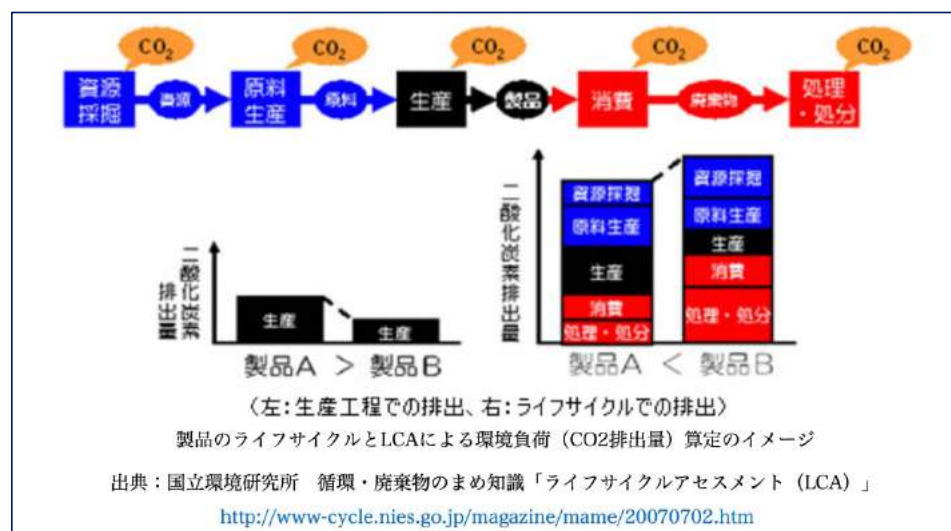 CO2 CO2 CO2 CO2 CO2
資源採掘 資源 原料生産 原料 生産 製品 消費 廃棄物 処理・処分
二酸化炭素排出量
生産
生産
製品A > 製品B
二酸化炭素排出量
資源採掘
原料生産
生産
消費
処理・処分
資源採掘
原料生産
生産
消費
処理・処分
製品A < 製品B
〈左:生産工程での排出、右:ライフサイクルでの排出〉
製品のライフサイクルとLCAによる環境負荷（CO2排出量）算定のイメージ
出典：国立環境研究所　循環・廃棄物のまめ知識「ライフサイクルアセスメント（LCA）」
http://www-cycle.nies.go.jp/magazine/mame/20070702.htm